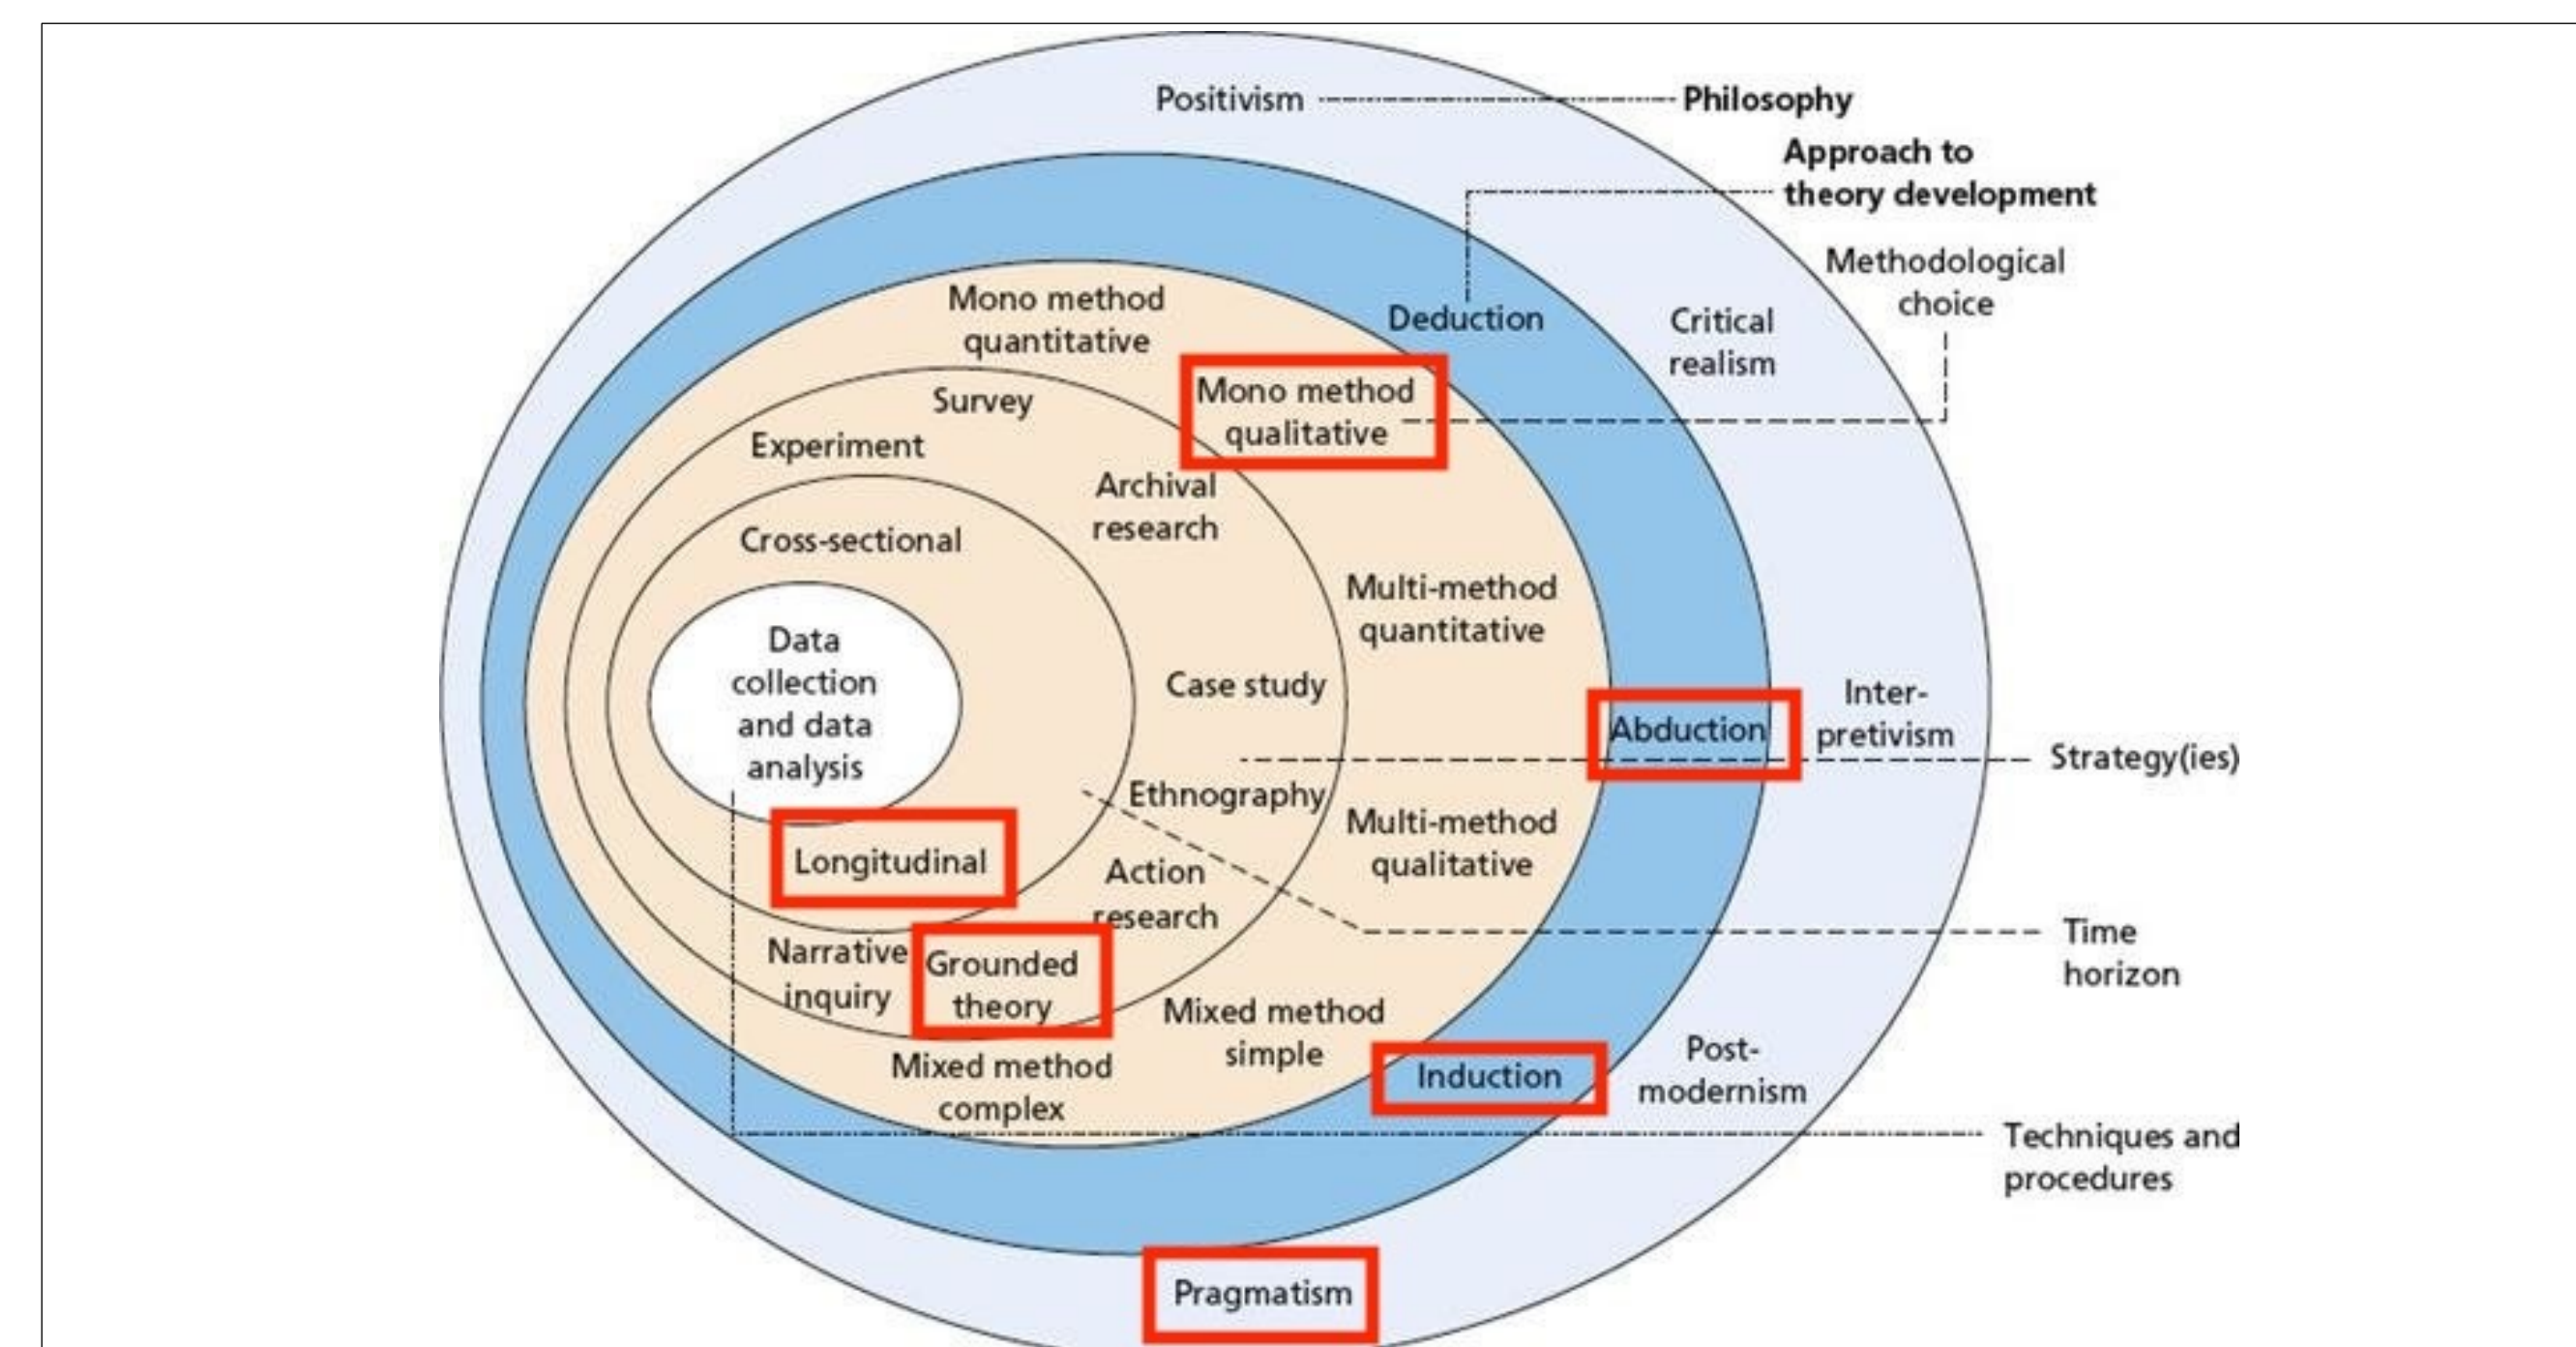 Positivism
Philosophy
Approach to
theory development
Methodological
choice
Mono method
quantitative
Deduction
Critical
realism
Mono method
qualitative
Survey
Experiment
Archival
research
Cross-sectional
Multi-method
quantitative
Data
collection
and data
analysis
Case study
Abduction
Inter-
pretivism
Strategy(ies)
Ethnography
Multi-method
qualitative
Longitudinal
Action
research
Time
horizon
Narrative
inquiry
Grounded
theory
Mixed method
simple
Mixed method
complex
Induction
Post-
modernism
Techniques and
procedures
Pragmatism